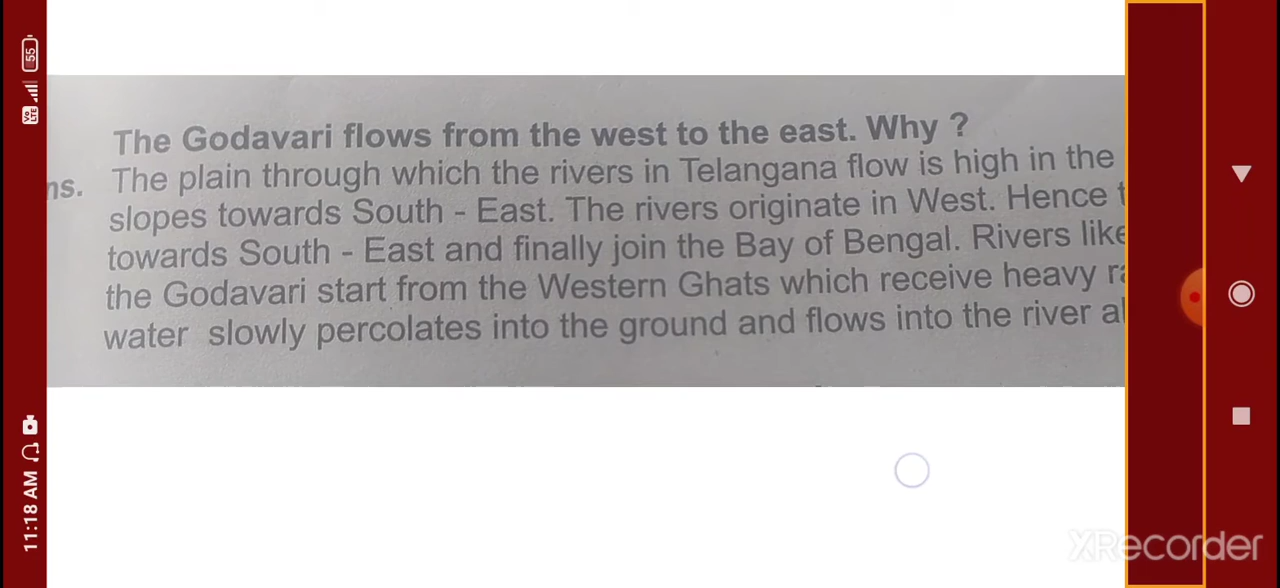 The Godavari flows from the west to the east. Why ?
ns. The plain through which the rivers in Telangana flow is high in the
slopes towards South - East. The rivers originate in West. Hence
towards South - East and finally join the Bay of Bengal. Rivers like
the Godavari start from the Western Ghats which receive heavy
water slowly percolates into the ground and flows into the river
55
Vo
LTE
11:18 AM
XRecorder